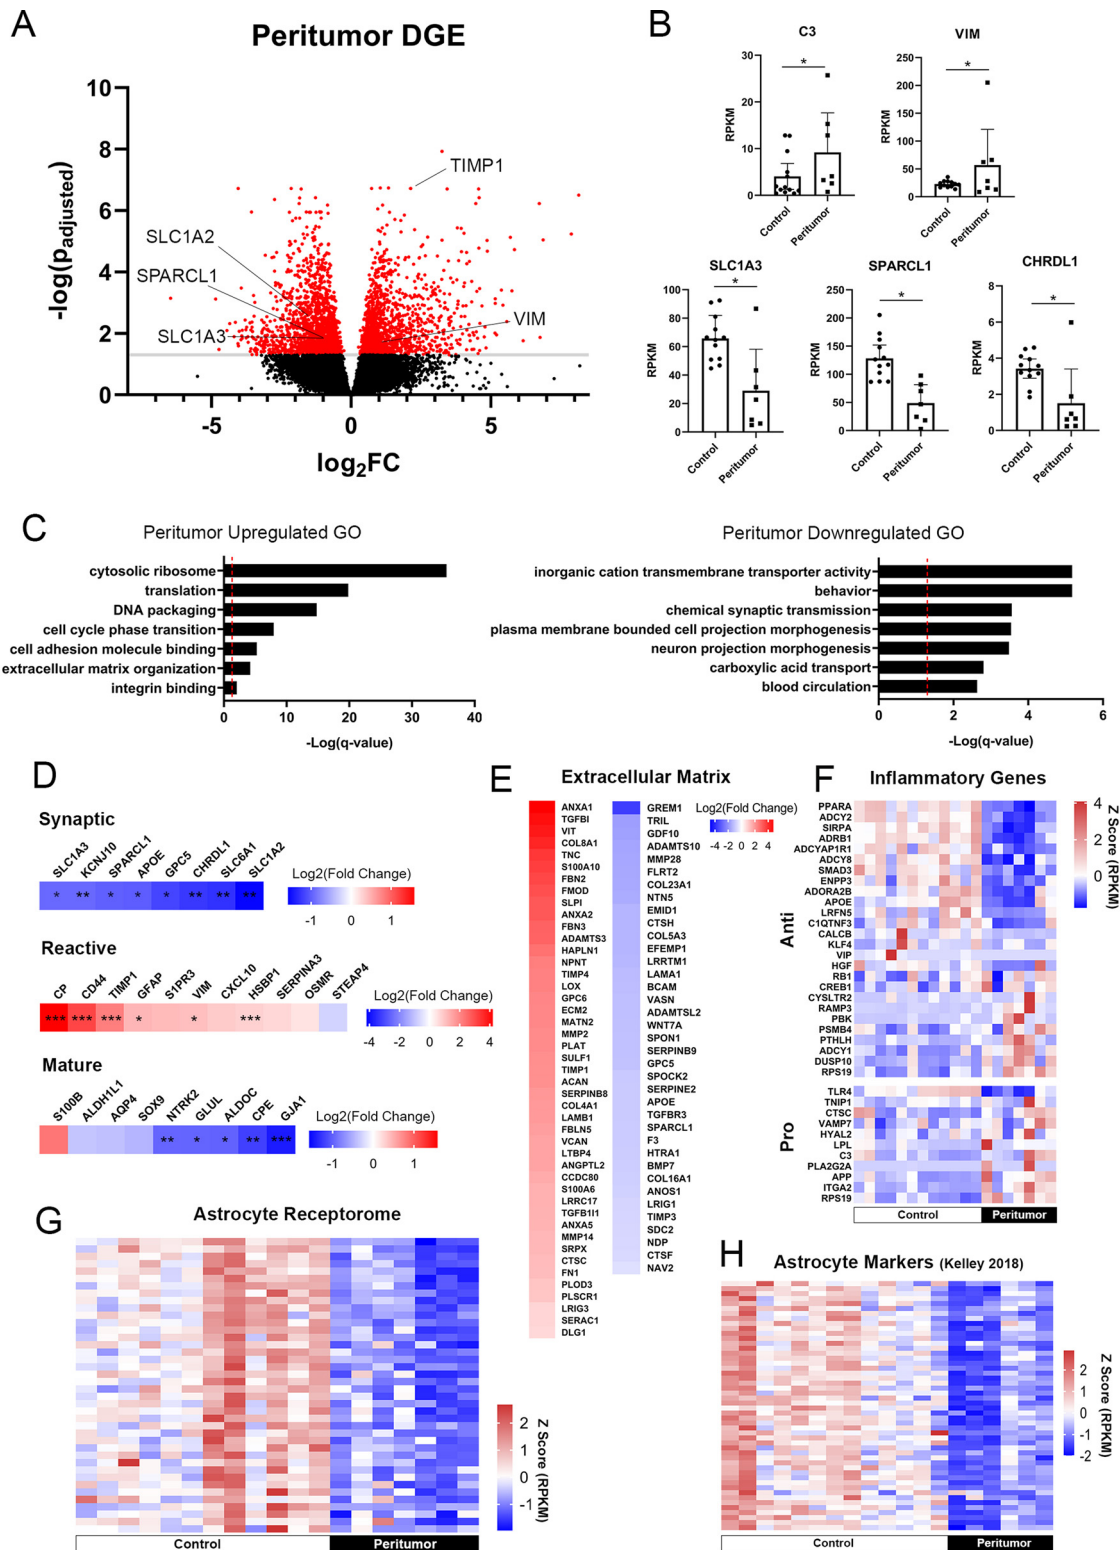 A
Peritumor DGE
-log(p_adjusted)
10
8
6
4
2
0
-5
0
5
log2FC
TIMP1
SLC1A2
SPARCL1
SLC1A3
VIM
B
C3
RPKM
30
20
10
0
*
Control
Peritumor
VIM
RPKM
250
200
150
100
50
0
*
Control
Peritumor
SLC1A3
RPKM
100
80
60
40
20
0
*
Control
Peritumor
SPARCL1
RPKM
250
200
150
100
50
0
*
Control
Peritumor
CHRDL1
RPKM
8
6
4
2
0
*
Control
Peritumor
C
Peritumor Upregulated GO
cytosolic ribosome
translation
DNA packaging
cell cycle phase transition
cell adhesion molecule binding
extracellular matrix organization
integrin binding
0 10 20 30 40
-Log(q-value)
Peritumor Downregulated GO
inorganic cation transmembrane transporter activity
behavior
chemical synaptic transmission
plasma membrane bounded cell projection morphogenesis
neuron projection morphogenesis
carboxylic acid transport
blood circulation
0 2 4 6
-Log(q-value)
D
Synaptic
SLC1A3 KCNJ10 SPARCL1 APOE GPC5 CHRDL1 SLC6A1 SLC1A2
* ** * * * ** ** **
Log2(Fold Change)
-1 0 1
Reactive
CP CD44 TIMP1 GFAP S1PR3 VIM CXCL10 HSBP1 SERPINA3 OSMR STEAP4
*** *** *** * * ***
Log2(Fold Change)
-4 -2 0 2 4
Mature
S100B ALDH1L1 AQP4 SOX9 NTRK2 GLUL ALDOC CPE GJA1
** * * ** ***
Log2(Fold Change)
-1 0 1
E
Extracellular Matrix
ANXA1
TGFBI
VIT
COL8A1
TNC
S100A10
FBN2
FMOD
SLPI
ANXA2
FBN3
ADAMTS3
HAPLN1
NPNT
TIMP4
LOX
GPC6
ECM2
MATN2
MMP2
PLAT
SULF1
TIMP1
ACAN
SERPINB8
COL4A1
LAMB1
FBLN5
VCAN
LTBP4
ANGPTL2
CCDC80
S100A6
LRRC17
TGFB1I1
ANXA5
MMP14
SRPX
CTSC
FN1
PLOD3
PLSCR1
LRIG3
SERAC1
DLG1
GREM1
TRIL
GDF10
ADAMTS10
MMP28
FLRT2
COL23A1
NTN5
EMID1
CTSH
COL5A3
EFEMP1
LRRTM1
LAMA1
BCAM
VASN
ADAMTSL2
WNT7A
SPON1
SERPINB9
GPC5
SPOCK2
SERPINE2
APOE
TGFBR3
SPARCL1
F3
HTRA1
BMP7
COL16A1
ANOS1
LRIG1
TIMP3
SDC2
NDP
CTSF
NAV2
Log2(Fold Change)
-4 -2 0 2 4
F
Inflammatory Genes
Anti
PPARA
ADCY2
SIRPA
ADRB1
ADCYAP1R1
ADCY8
SMAD3
ENPP3
ADORA2B
APOE
LRFN5
C1QTNF3
CALCB
KLF4
VIP
HGF
RB1
CREB1
CYSLTR2
RAMP3
PBK
PSMB4
PTHLH
ADCY1
DUSP10
RPS19
Pro
TLR4
TNIP1
CTSC
VAMP7
HYAL2
LPL
C3
PLA2G2A
APP
ITGA2
RPS19
Control Peritumor
4
2
0
Z Score (RPKM)
G
Astrocyte Receptorome
Control Peritumor
2
1
0
-1
Z Score (RPKM)
H
Astrocyte Markers (Kelley 2018)
Control Peritumor
2
1
0
-1
-2
Z Score (RPKM)